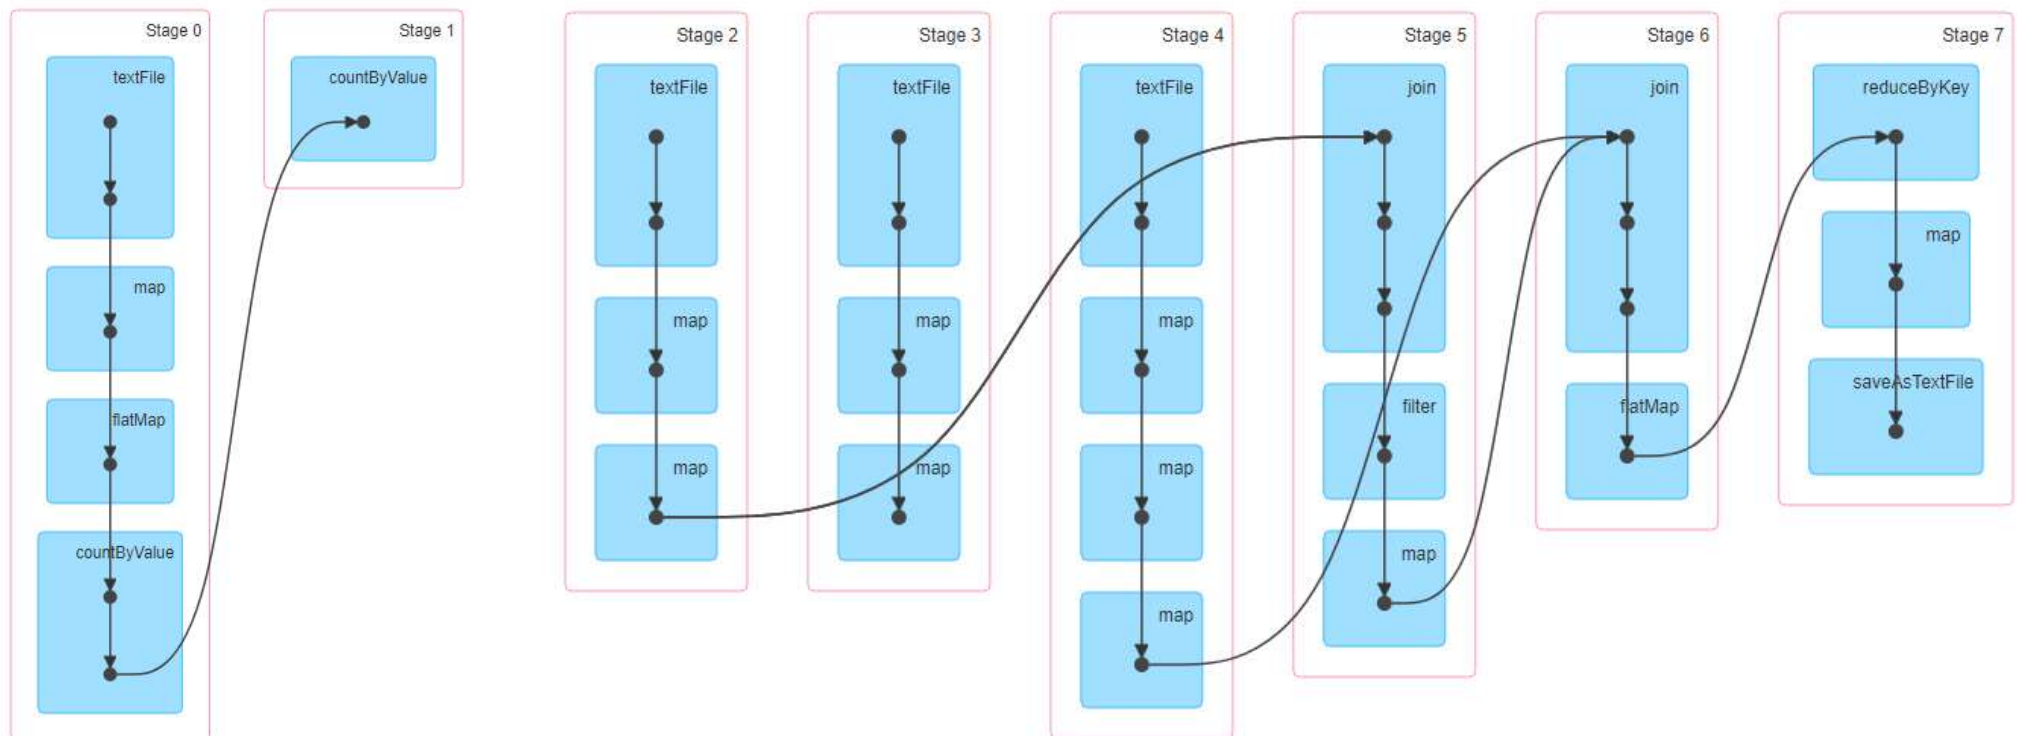 Stage 0
textFile
map
flatMap
countByValue
Stage 1
countByValue
Stage 2
textFile
map
map
Stage 3
textFile
map
map
Stage 4
textFile
map
map
map
Stage 5
join
filter
map
Stage 6
join
flatMap
Stage 7
reduceByKey
map
saveAsTextFile